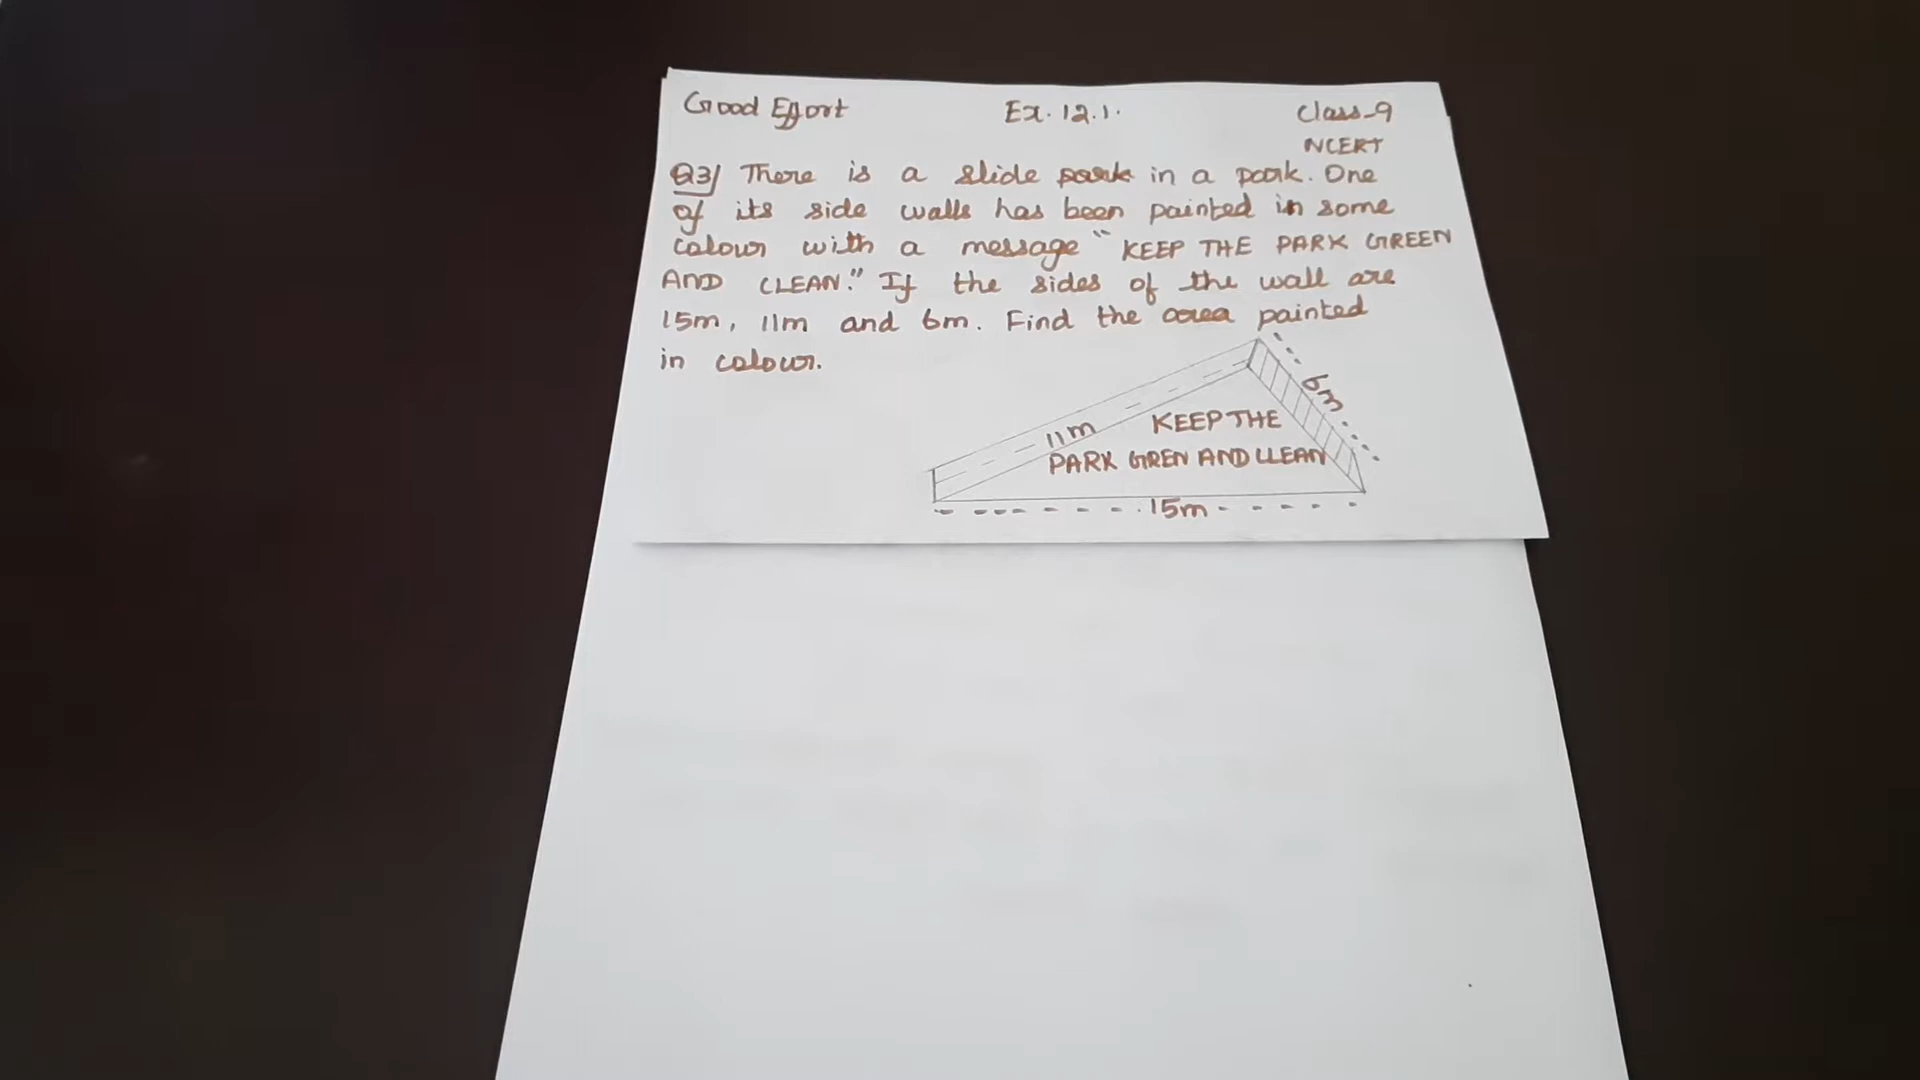 Good Effort Ex. 12.1. Class-9
NCERT
Q3/ There is a slide park in a park. One
of its side walls has been painted in some
colour with a message "KEEP THE PARK GREEN
AND CLEAN." If the sides of the wall are
15m, 11m and 6m. Find the area painted
in colour.
6m
11m
KEEP THE
PARK GREN AND CLEAN
15m